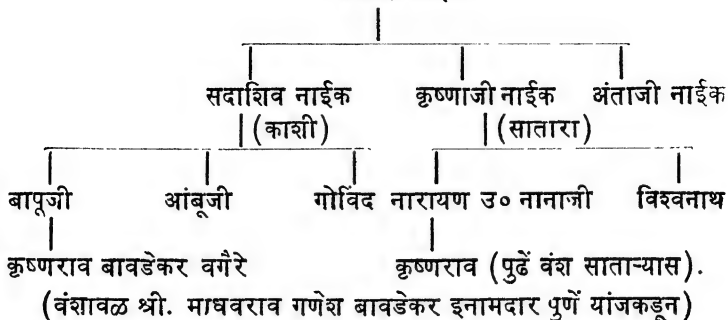 सदाशिव नाईक कृष्णाजी नाईक अंताजी नाईक
(काशी) (सातारा)
बापूजी आंबूजी गोविंद नारायण उ० नानाजी विश्वनाथ
कृष्णराव बावडेकर वगैरे कृष्णराव (पुढें वंश साताऱ्यास).
(वंशावळ श्री. माधवराव गणेश बावडेकर इनामदार पुणें यांजकडून)